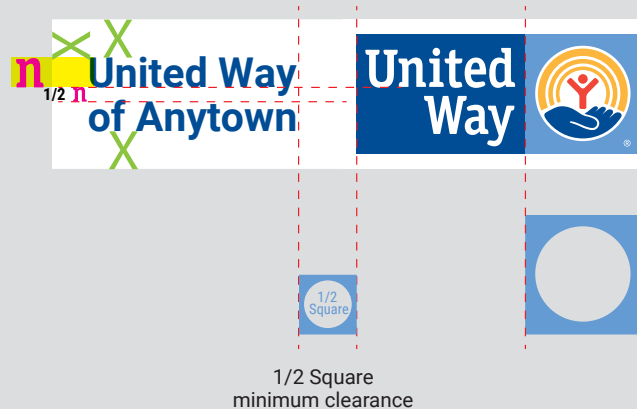 n
1/2 n
United Way
of Anytown
United
Way
®
1/2
Square
1/2 Square
minimum clearance